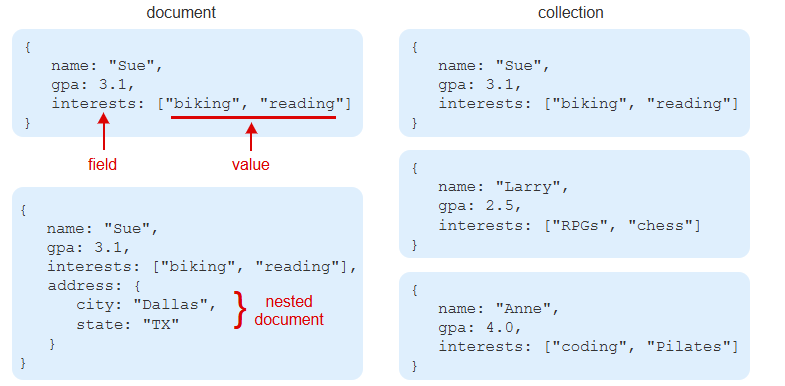 document
{
name: "Sue",
gpa: 3.1,
interests: ["biking", "reading"]
}
field
value
{
name: "Sue",
gpa: 3.1,
interests: ["biking", "reading"],
address: {
city: "Dallas",
state: "TX"
}
}
} nested
document
collection
{
name: "Sue",
gpa: 3.1,
interests: ["biking", "reading"]
}
{
name: "Larry",
gpa: 2.5,
interests: ["RPGs", "chess"]
}
{
name: "Anne",
gpa: 4.0,
interests: ["coding", "Pilates"]
}